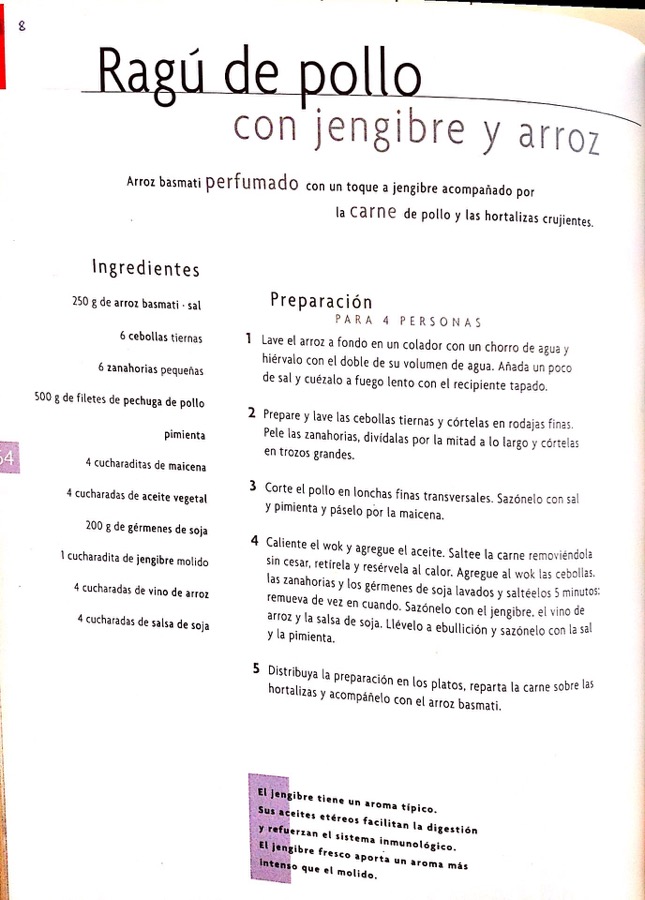 8
Ragú de pollo
con jengibre y arroz
Arroz basmati perfumado con un toque a jengibre acompañado por
la carne de pollo y las hortalizas crujientes.
Ingredientes
250 g de arroz basmati · sal
6 cebollas tiernas
6 zanahorias pequeñas
500 g de filetes de pechuga de pollo
pimienta
4 cucharaditas de maicena
4 cucharadas de aceite vegetal
200 g de gérmenes de soja
1 cucharadita de jengibre molido
4 cucharadas de vino de arroz
4 cucharadas de salsa de soja
64
Preparación
PARA 4 PERSONAS
1 Lave el arroz a fondo en un colador con un chorro de agua y
hiérvalo con el doble de su volumen de agua. Añada un poco
de sal y cuézalo a fuego lento con el recipiente tapado.
2 Prepare y lave las cebollas tiernas y córtelas en rodajas finas.
Pele las zanahorias, divídalas por la mitad a lo largo y córtelas
en trozos grandes.
3 Corte el pollo en lonchas finas transversales. Sazónelo con sal
y pimienta y páselo por la maicena.
4 Caliente el wok y agregue el aceite. Saltee la carne removiéndola
sin cesar, retírela y resérvela al calor. Agregue al wok las cebollas,
las zanahorias y los gérmenes de soja lavados y saltéelos 5 minutos;
remueva de vez en cuando. Sazónelo con el jengibre, el vino de
arroz y la salsa de soja. Llévelo a ebullición y sazónelo con la sal
y la pimienta.
5 Distribuya la preparación en los platos, reparta la carne sobre las
hortalizas y acompáñelo con el arroz basmati.
El jengibre tiene un aroma típico.
Sus aceites etéreos facilitan la digestión
y refuerzan el sistema inmunológico.
El jengibre fresco aporta un aroma más
intenso que el molido.